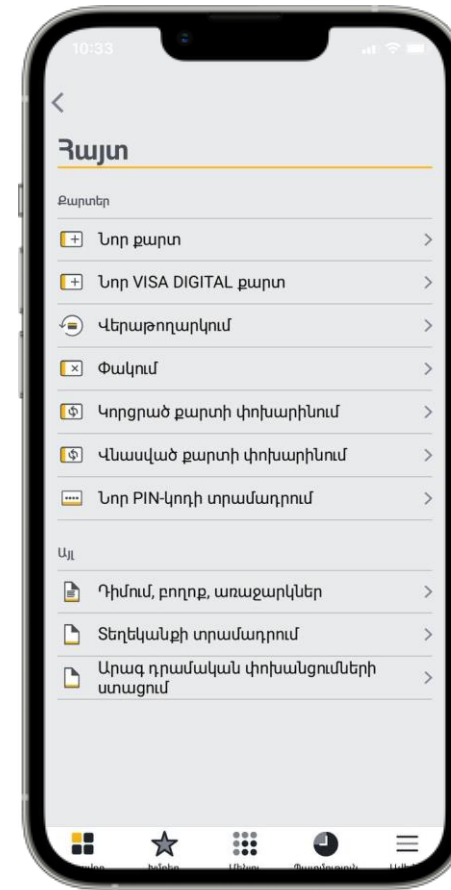 10:33
Հայտ
Քարտեր
Նոր քարտ
Նոր VISA DIGITAL քարտ
Վերաթողարկում
Փակում
Կորցրած քարտի փոխարինում
Վնասված քարտի փոխարինում
Նոր PIN-կոդի տրամադրում
Այլ
Դիմում, բողոք, առաջարկներ
Տեղեկանքի տրամադրում
Արագ դրամական փոխանցումների
ստացում